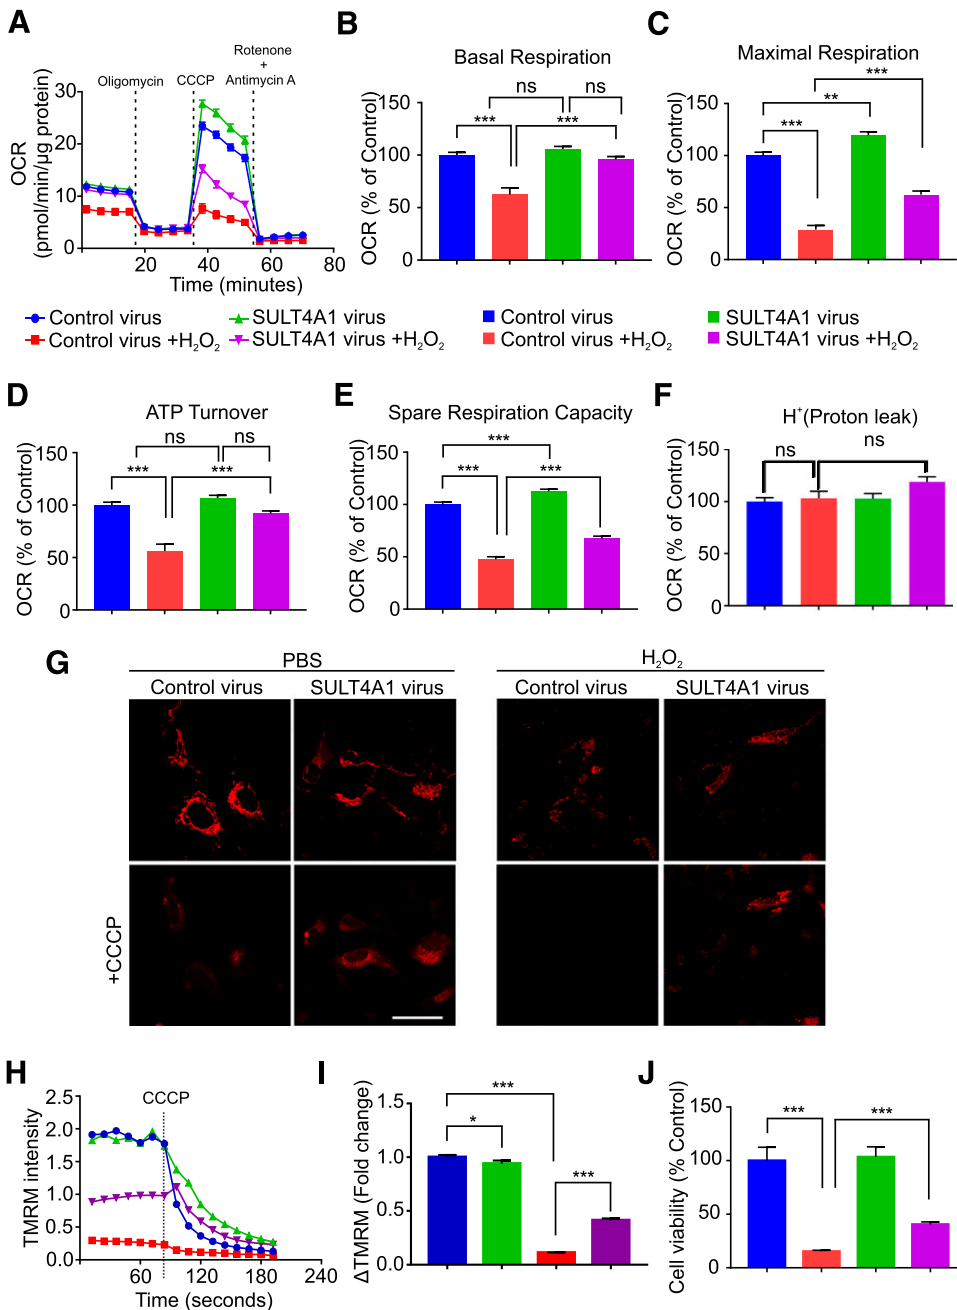 A
Oligomycin
CCCP
Rotenone
+
Antimycin A
OCR
(pmol/min/µg protein)
30
20
10
0
20
40
60
80
Time (minutes)
B
Basal Respiration
OCR (% of Control)
150
100
50
0
ns
ns
***
***
C
Maximal Respiration
OCR (% of Control)
150
100
50
0
***
**
***
Control virus
Control virus +H₂O₂
SULT4A1 virus
SULT4A1 virus +H₂O₂
Control virus
Control virus +H₂O₂
SULT4A1 virus
SULT4A1 virus +H₂O₂
D
ATP Turnover
OCR (% of Control)
150
100
50
0
ns
ns
***
***
E
Spare Respiration Capacity
OCR (% of Control)
150
100
50
0
***
***
***
F
H⁺(Proton leak)
OCR (% of Control)
150
100
50
0
ns
ns
G
PBS
H₂O₂
Control virus
SULT4A1 virus
Control virus
SULT4A1 virus
+CCCP
H
CCCP
TMRM intensity
2.5
2.0
1.5
1.0
0.5
0.0
60
120
180
240
Time (seconds)
I
ΔTMRM (Fold change)
1.5
1.0
0.5
0.0
***
*
***
J
Cell viability (% Control)
150
100
50
0
***
***